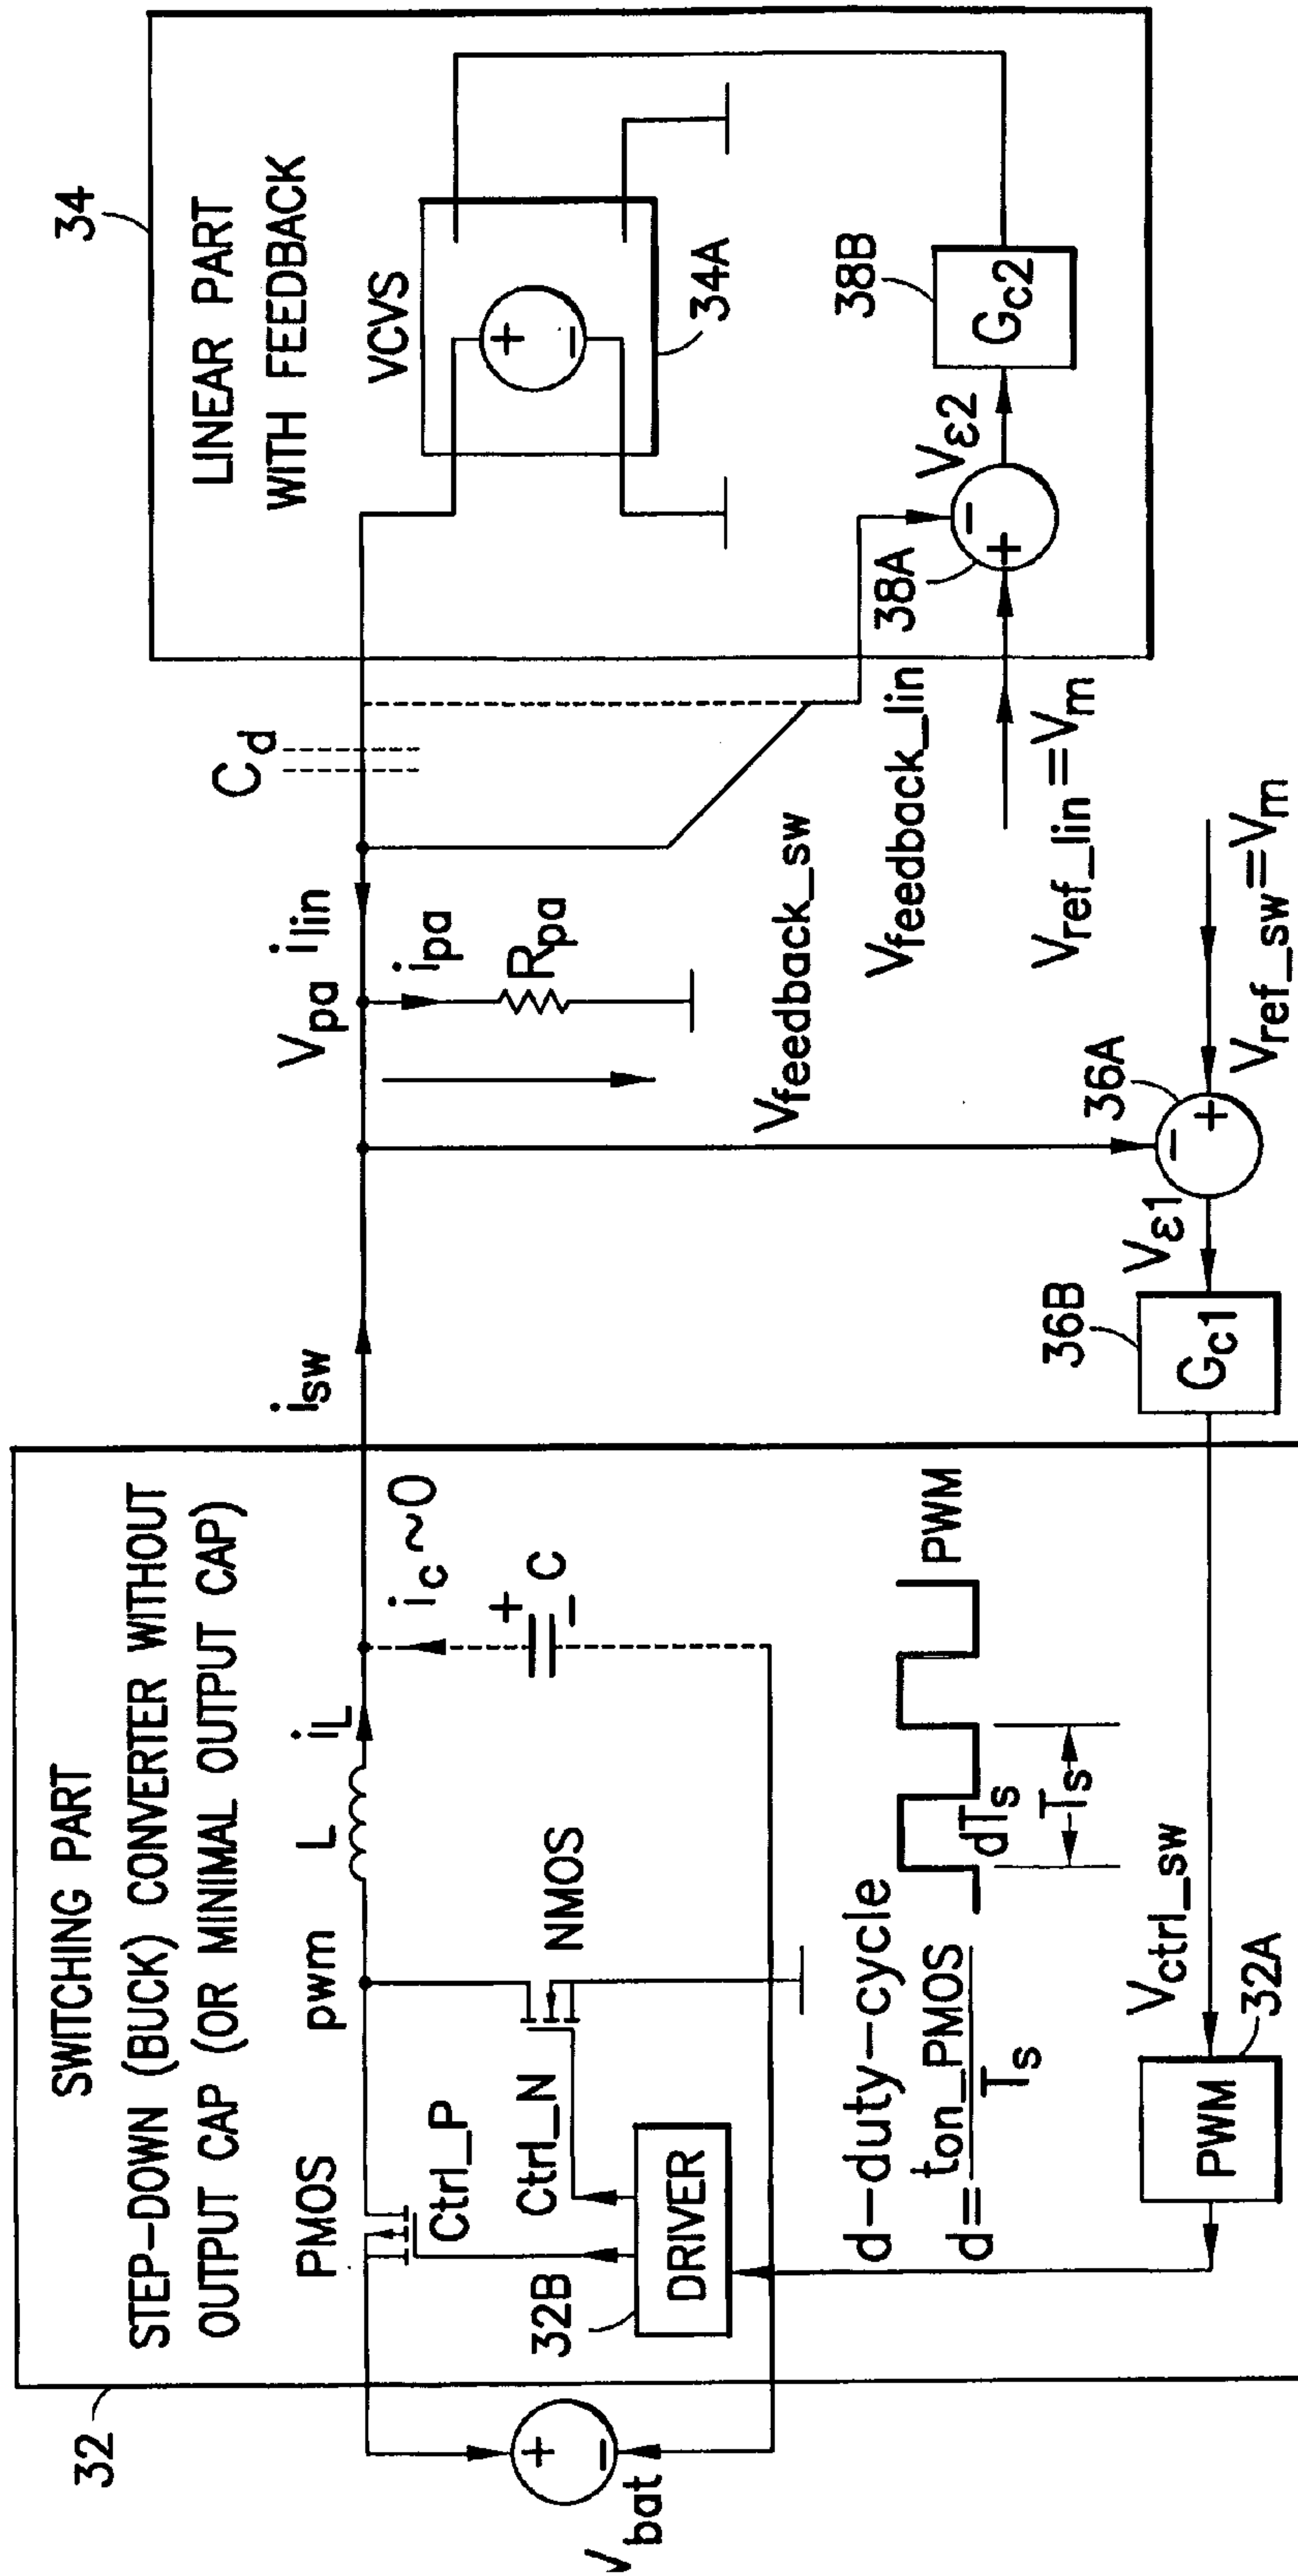 32
SWITCHING PART
STEP-DOWN (BUCK) CONVERTER WITHOUT
OUTPUT CAP (OR MINIMAL OUTPUT CAP)
Vbat
+
−
PMOS
Ctrl_P
pwm
L
iL
NMOS
Ctrl_N
32B
DRIVER
ic~0
+
C
−
d−duty−cycle
d=ton_PMOS/Ts
dTs
Ts
PWM
PWM
32A
Vctrl_sw
isw
36B
Gc1
Vε1
36A
−
+
Vref_sw=Vm
Vfeedback_sw
Vpa
ipa
Rpa
ilin
Cd
34
LINEAR PART
WITH FEEDBACK
VCVS
+
−
34A
Vfeedback_lin
Vref_lin=Vm
38A
−
+
Vε2
38B
Gc2